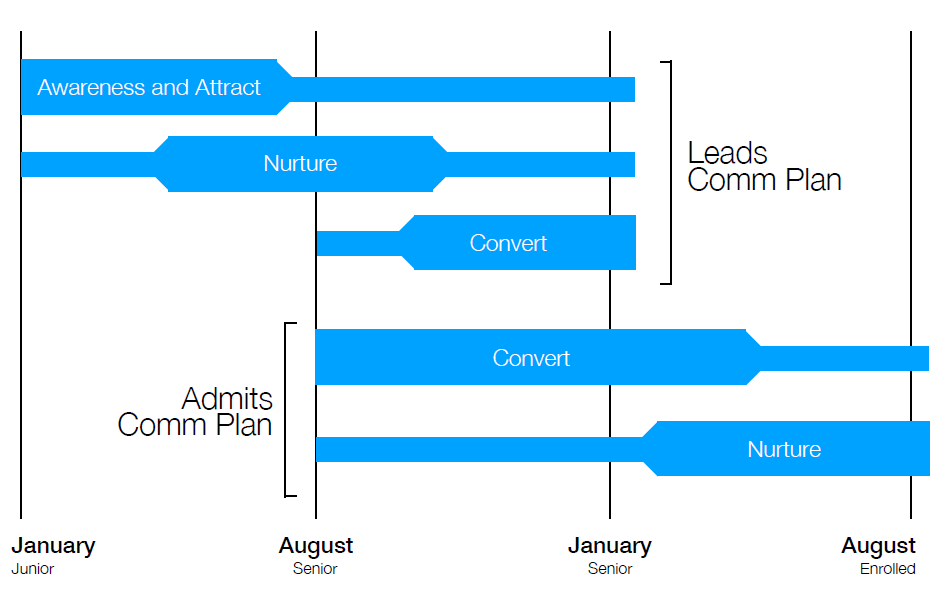 Awareness and Attract
Nurture
Convert
Leads
Comm Plan
Convert
Admits
Comm Plan
Nurture
January
Junior
August
Senior
January
Senior
August
Enrolled